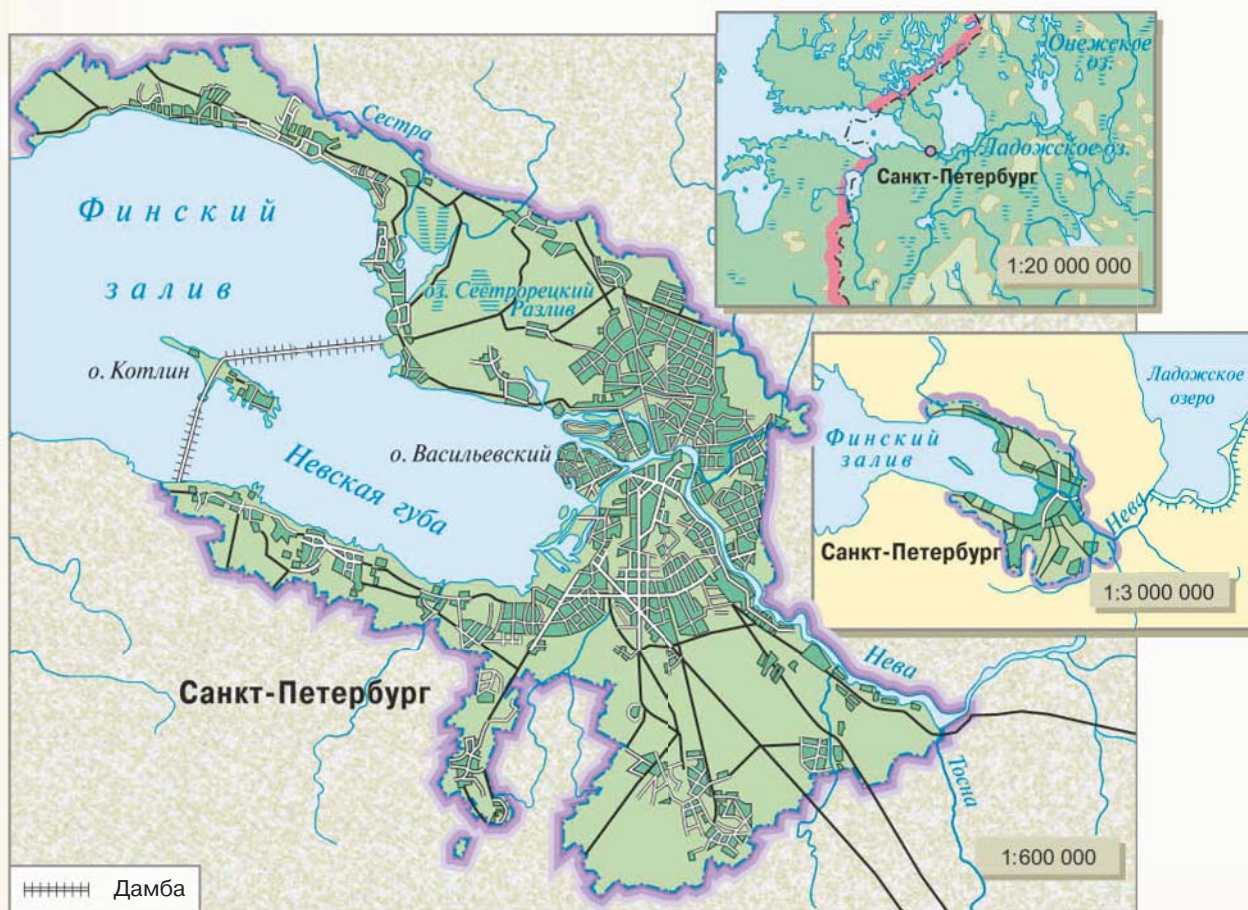 Сестра
Финский
залив
оз. Сестрорецкий
Разлив
о. Котлин
о. Васильевский
Невская губа
Санкт-Петербург
Нева
Тосна
1:600 000
Дамба
Онежское
оз.
Ладожское оз.
Санкт-Петербург
1:20 000 000
Ладожское
озеро
Финский
залив
Нева
Санкт-Петербург
1:3 000 000